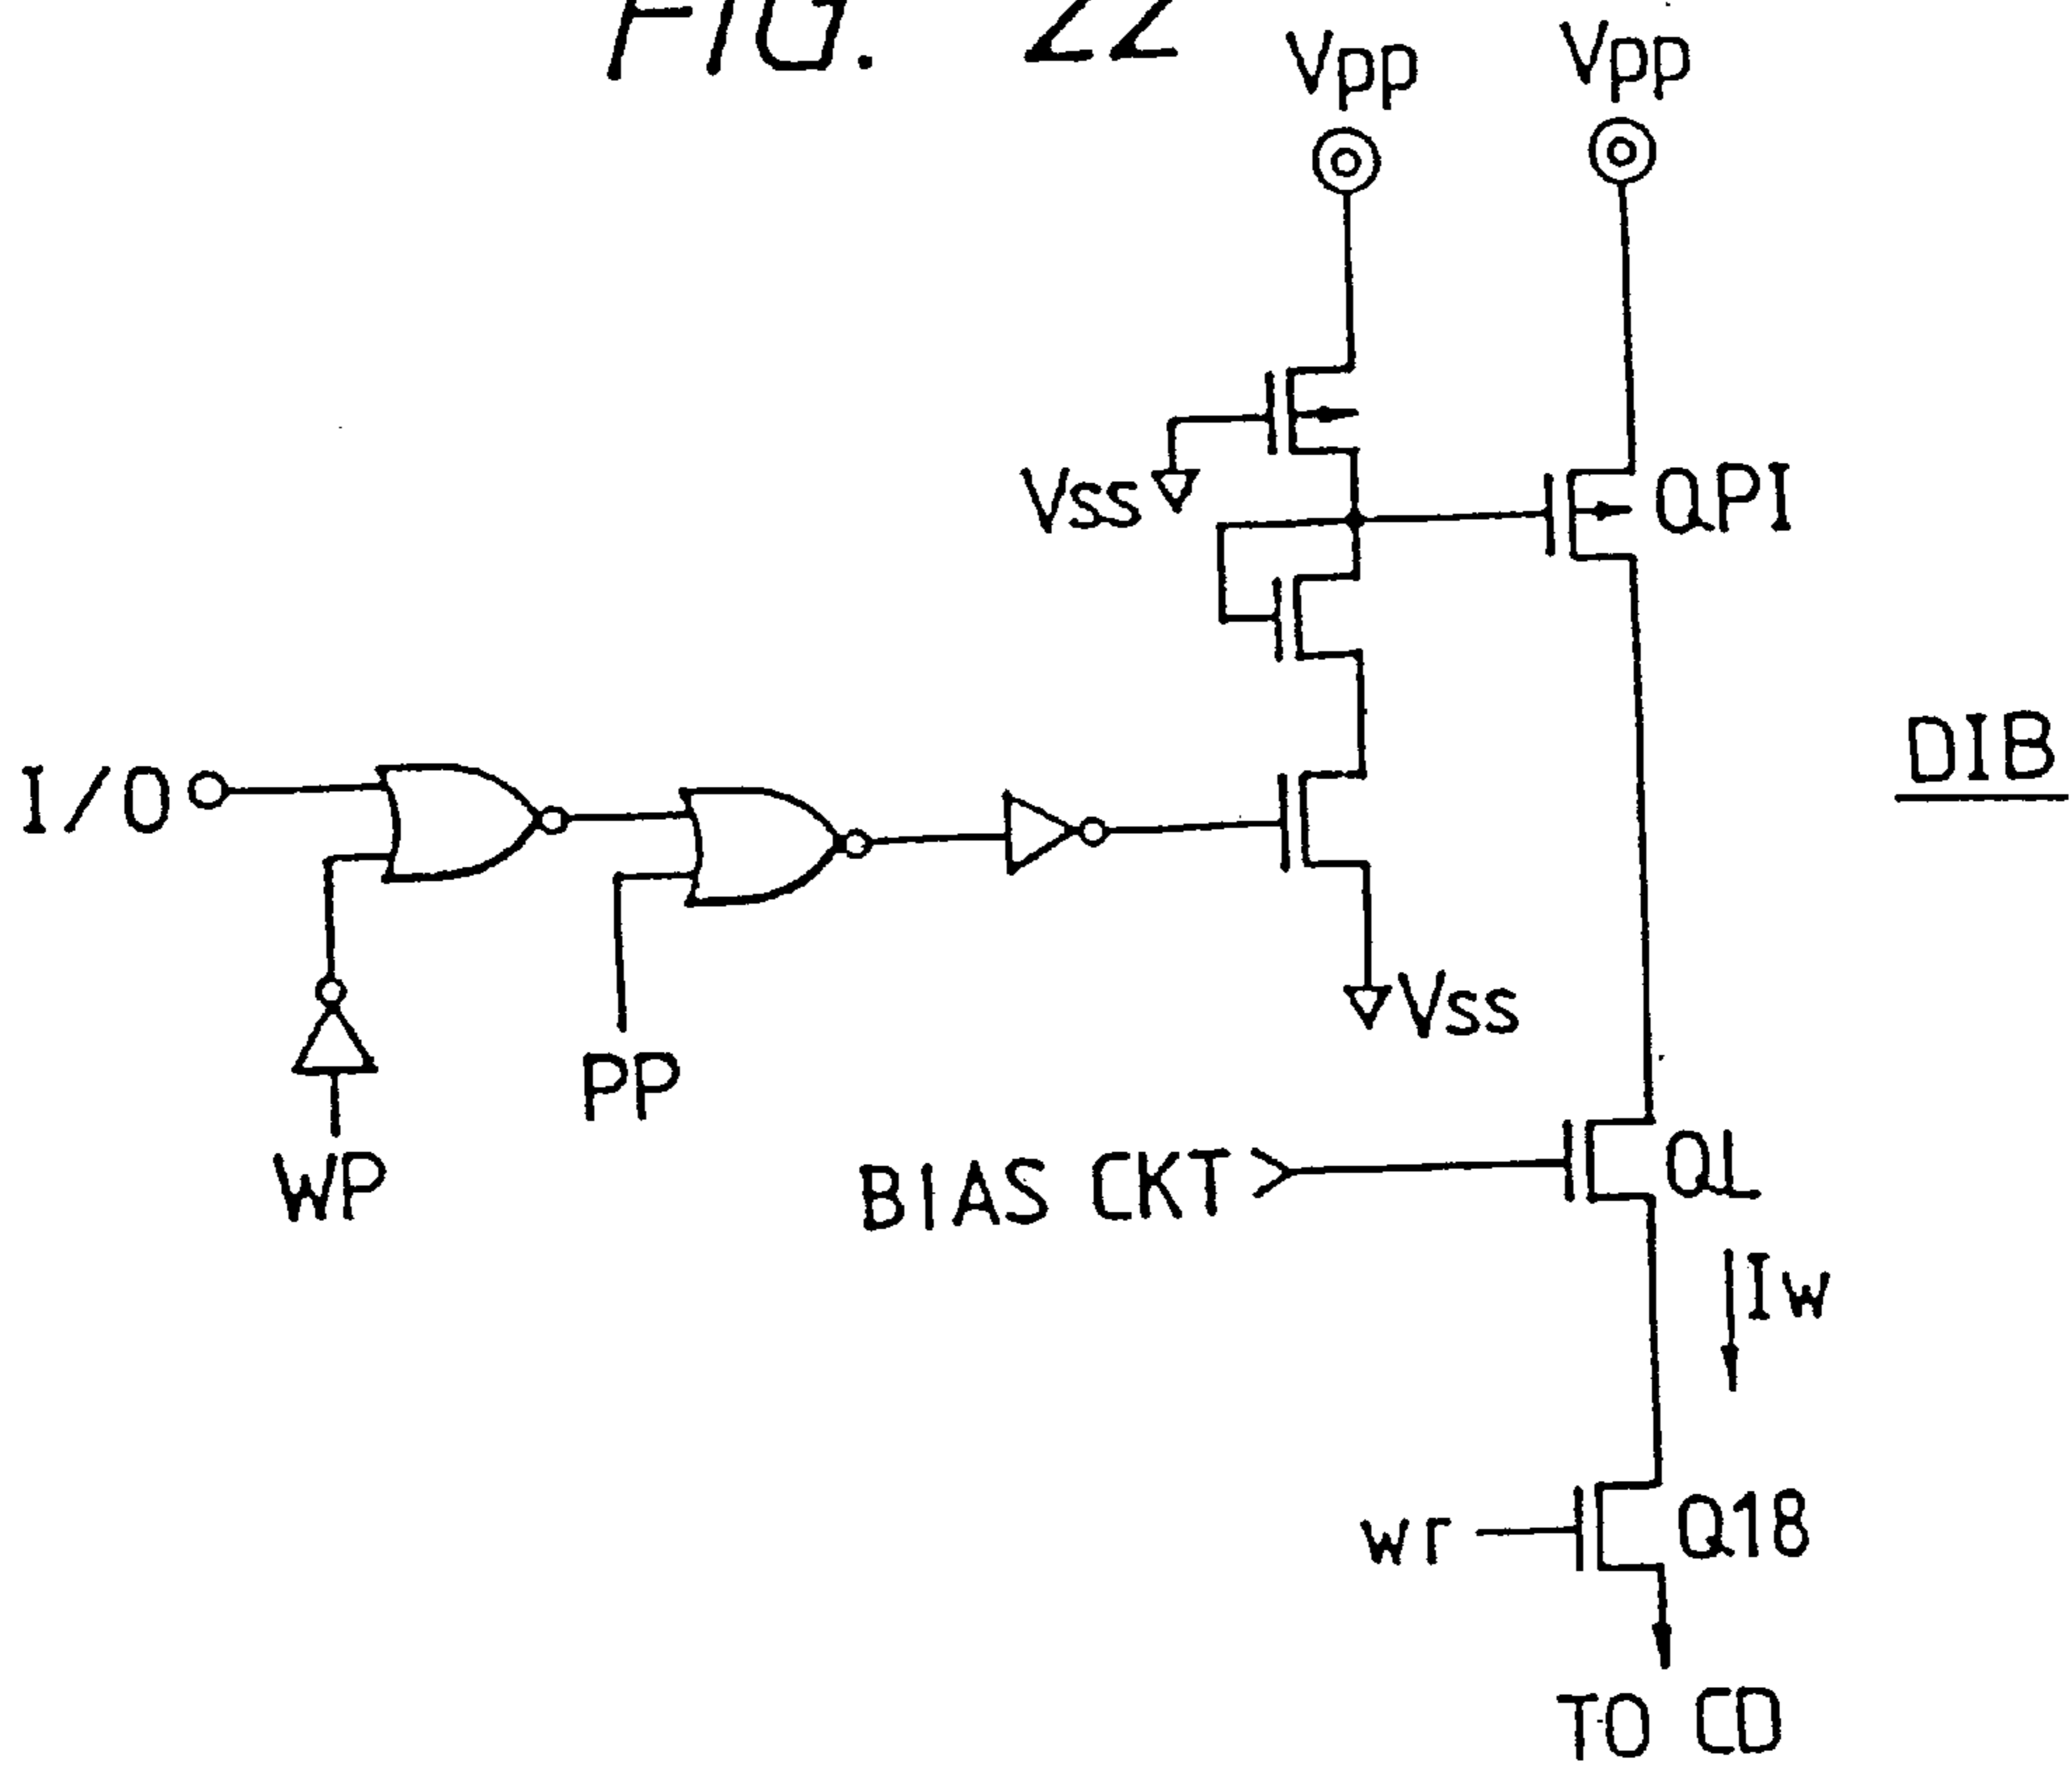 FIG. 22
Vpp
Vpp
Vss
QPI
DIB
I/O
Vss
PP
WP
BIAS CKT
QL
Iw
wr
Q18
TO CD